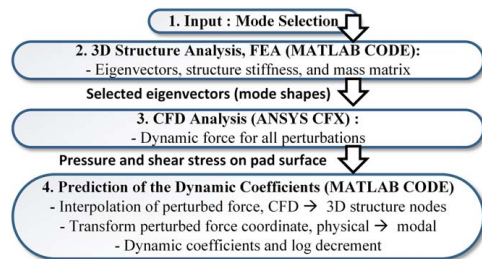 1. Input : Mode Selection
2. 3D Structure Analysis, FEA (MATLAB CODE):
- Eigenvectors, structure stiffness, and mass matrix
Selected eigenvectors (mode shapes)
3. CFD Analysis (ANSYS CFX) :
- Dynamic force for all perturbations
Pressure and shear stress on pad surface
4. Prediction of the Dynamic Coefficients (MATLAB CODE)
- Interpolation of perturbed force, CFD → 3D structure nodes
- Transform perturbed force coordinate, physical → modal
- Dynamic coefficients and log decrement